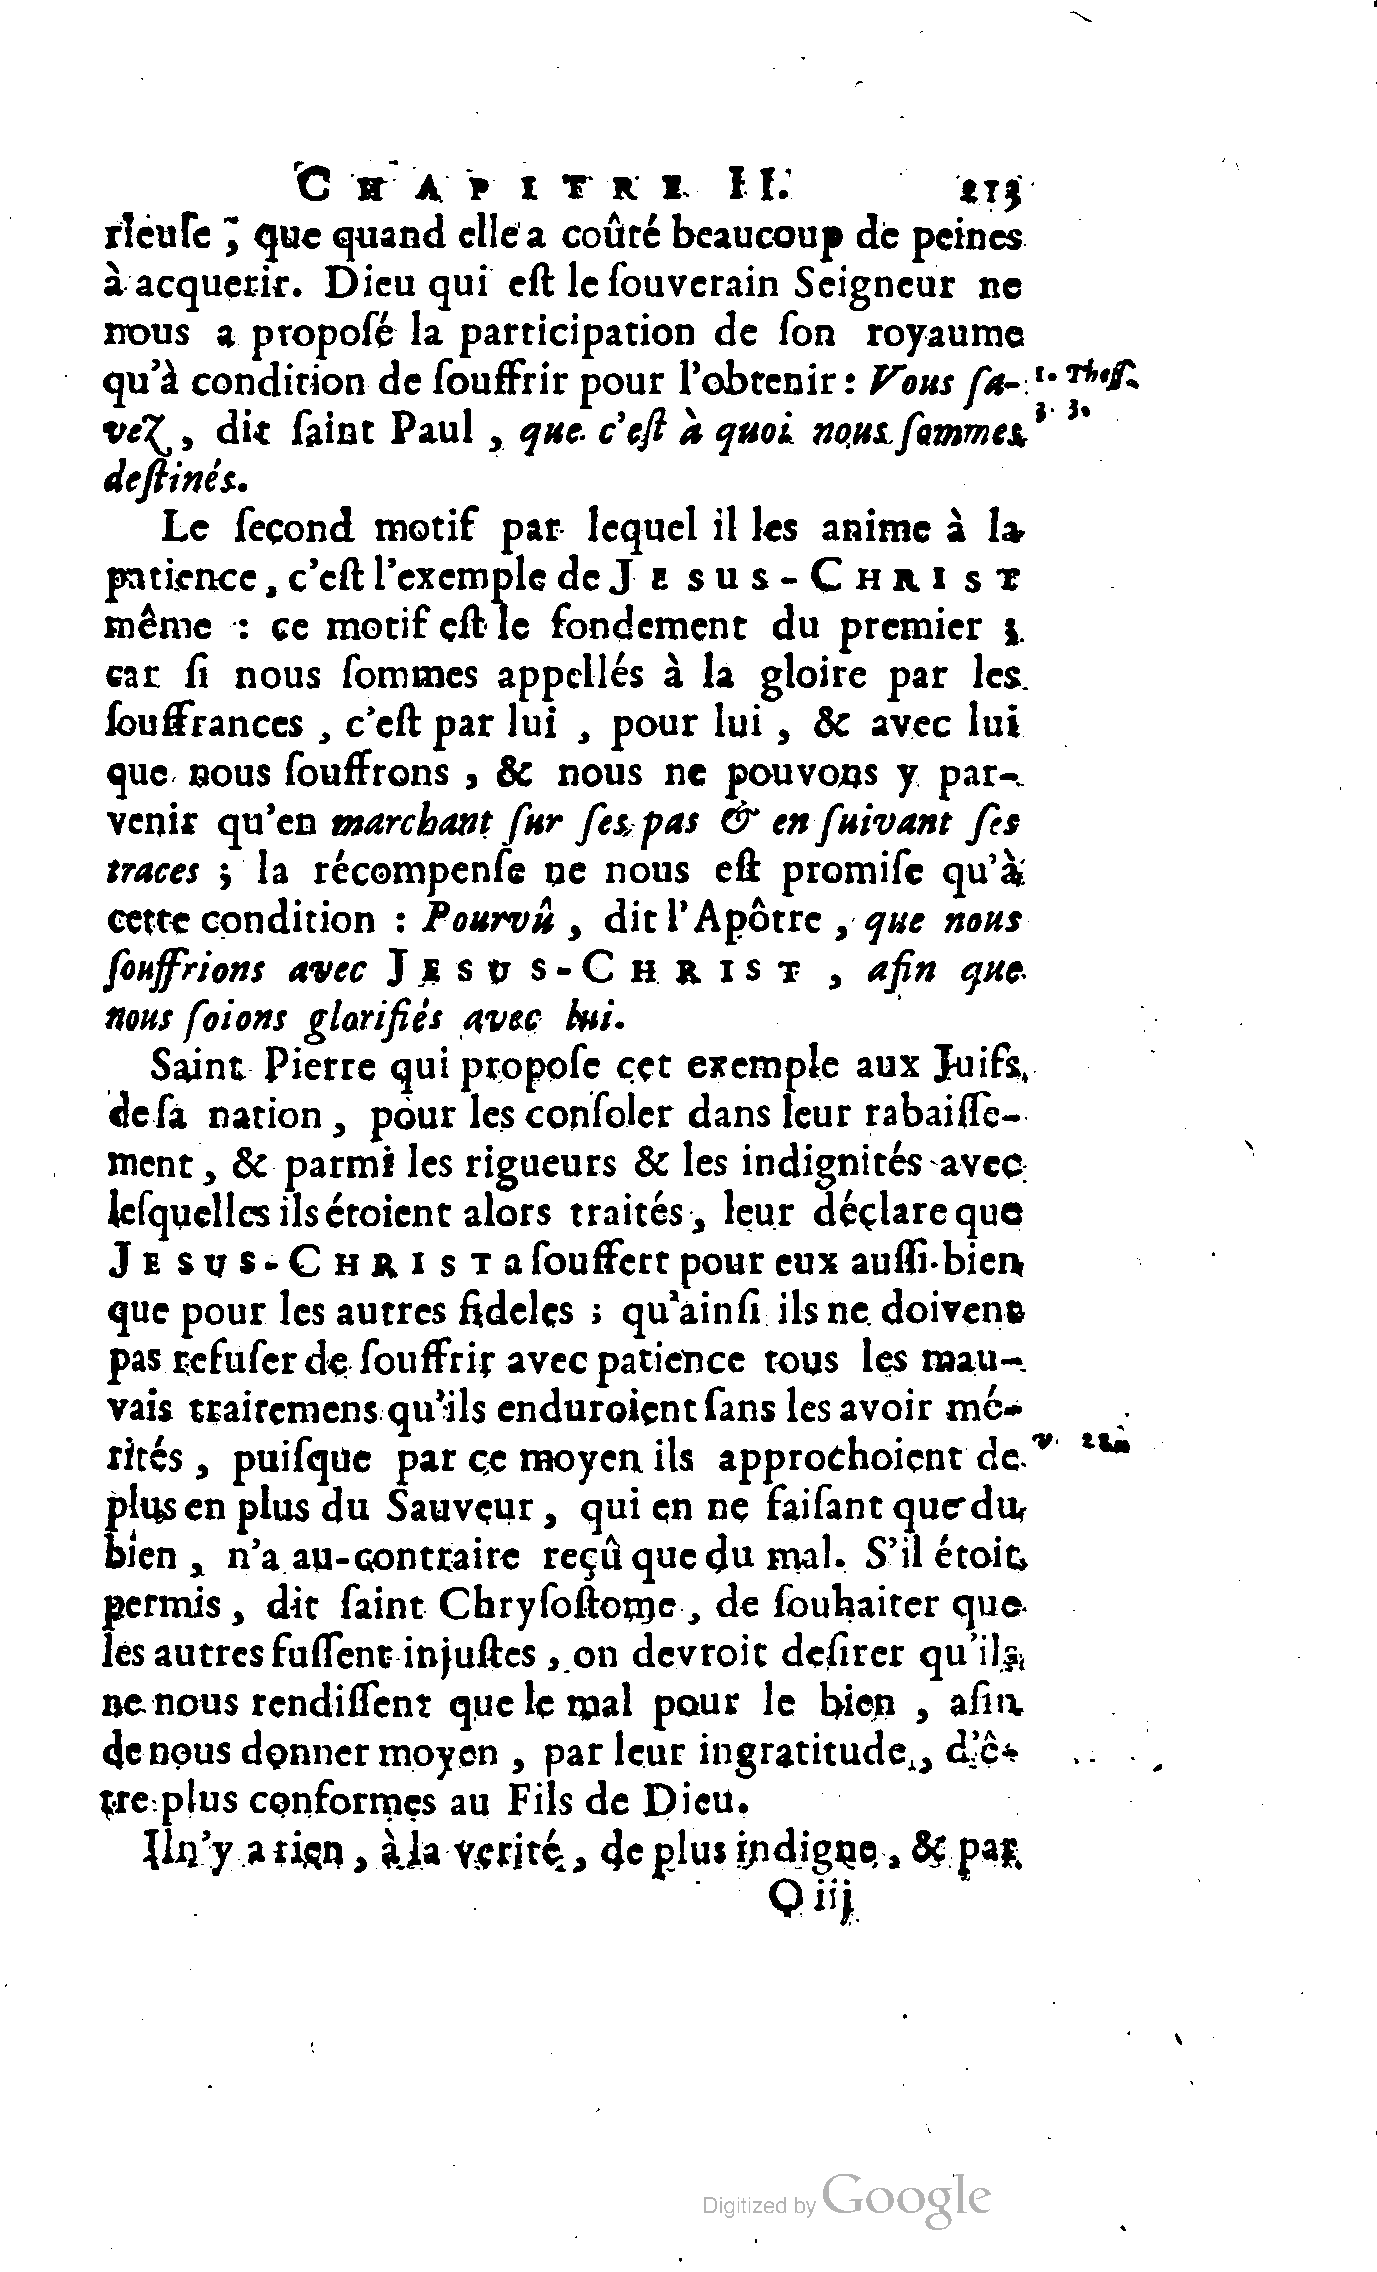 CHAPITRE II. 213
rieuſe ; que quand elle a coûté beaucoup de peines
à acquerir. Dieu qui eſt le ſouverain Seigneur ne
nous a propoſé la participation de ſon royaume
qu'à condition de ſouffrir pour l'obtenir : Vous ſa- 1. Theſſ.
vez, dit ſaint Paul, que c'eſt à quoi nous ſommes 3. 3.
deſtinés.
Le ſecond motif par lequel il les anime à la
patience, c'eſt l'exemple de JESUS-CHRIST
même : ce motif eſt le fondement du premier ;
car ſi nous ſommes appellés à la gloire par les
ſouffrances, c'eſt par lui, pour lui, & avec lui
que nous ſouffrons, & nous ne pouvons y par-
venir qu'en marchant ſur ſes pas & en ſuivant ſes
traces ; la récompenſe ne nous eſt promiſe qu'à
cette condition : Pourvû, dit l'Apôtre, que nous
ſouffrions avec JESUS-CHRIST, afin que
nous ſoions glorifiés avec lui.
Saint Pierre qui propoſe cet exemple aux Juifs
de ſa nation, pour les conſoler dans leur rabaiſſe-
ment, & parmi les rigueurs & les indignités avec
leſquelles ils étoient alors traités, leur déclare que
JESUS-CHRIST a ſouffert pour eux auſſi-bien
que pour les autres fideles ; qu'ainſi ils ne doivent
pas refuſer de ſouffrir avec patience tous les mau-
vais traitemens qu'ils enduroient ſans les avoir mé-
rités, puiſque par ce moyen ils approchoient de v. 22.
plus en plus du Sauveur, qui en ne faiſant que du
bien, n'a au-contraire reçû que du mal. S'il étoit
permis, dit ſaint Chryſoſtome, de ſouhaiter que
les autres fuſſent injuſtes, on devroit deſirer qu'ils
ne nous rendiſſent que le mal pour le bien, afin
de nous donner moyen, par leur ingratitude, d'ê-
tre plus conformes au Fils de Dieu.
Il n'y a rien, à la verité, de plus indigne, & par
Q iij
Digitized by Google